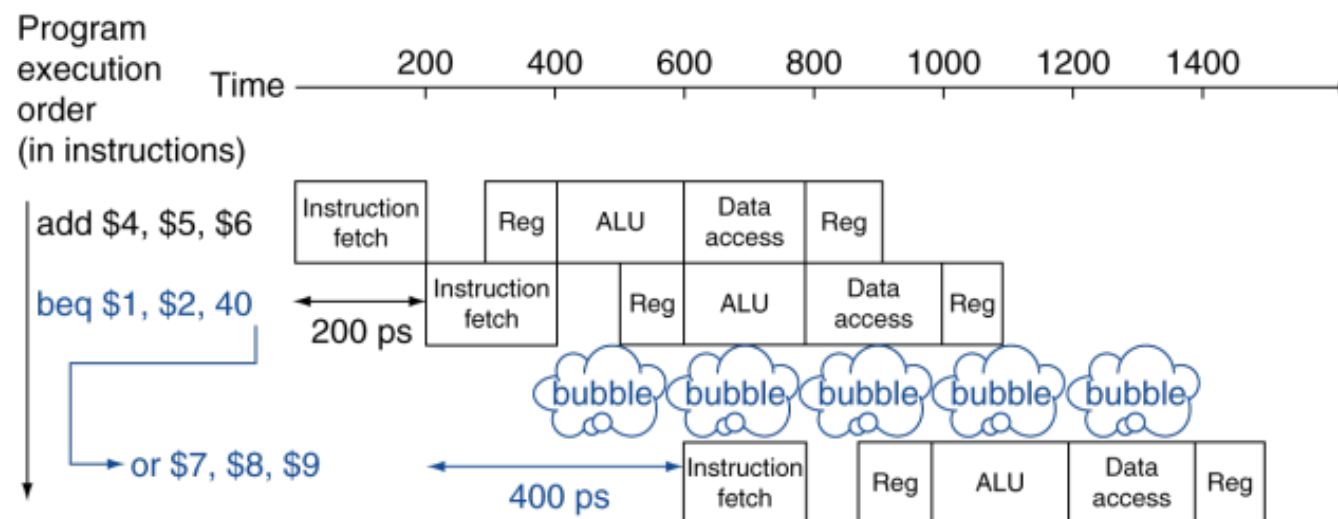 Program
execution
order
(in instructions)
Time
200 400 600 800 1000 1200 1400
add $4, $5, $6
Instruction
fetch
Reg
ALU
Data
access
Reg
beq $1, $2, 40
200 ps
Instruction
fetch
Reg
ALU
Data
access
Reg
bubble bubble bubble bubble bubble
or $7, $8, $9
400 ps
Instruction
fetch
Reg
ALU
Data
access
Reg